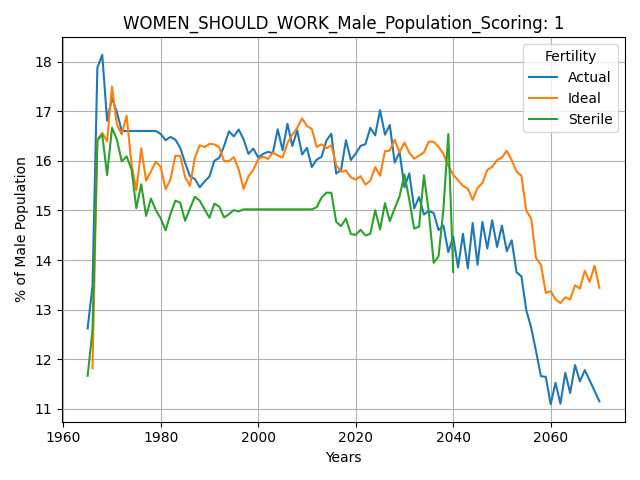 WOMEN_SHOULD_WORK_Male_Population_Scoring: 1
Fertility
Actual
Ideal
Sterile
% of Male Population
18
17
16
15
14
13
12
11
1960 1980 2000 2020 2040 2060
Years